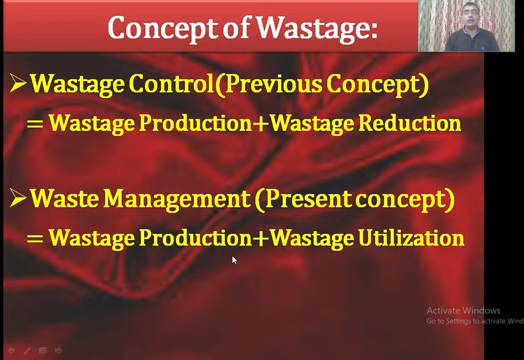 Concept of Wastage:
Wastage Control(Previous Concept)
= Wastage Production+Wastage Reduction
Waste Management (Present concept)
= Wastage Production+Wastage Utilization
Activate Windows
Go to Settings to activate Wind